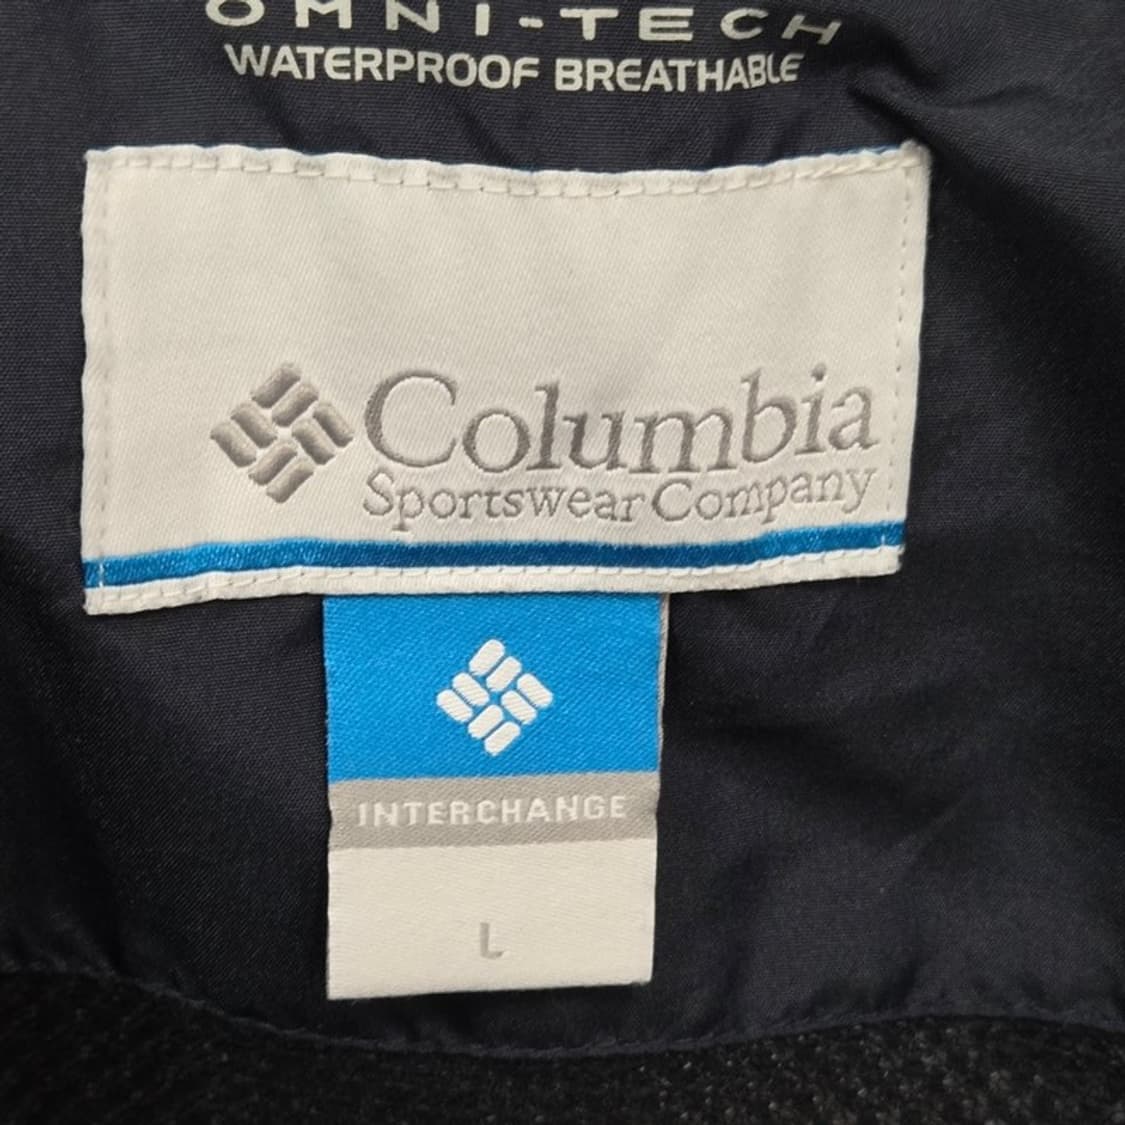 OMNI-TECH
WATERPROOF BREATHABLE
Columbia
Sportswear Company
INTERCHANGE
L